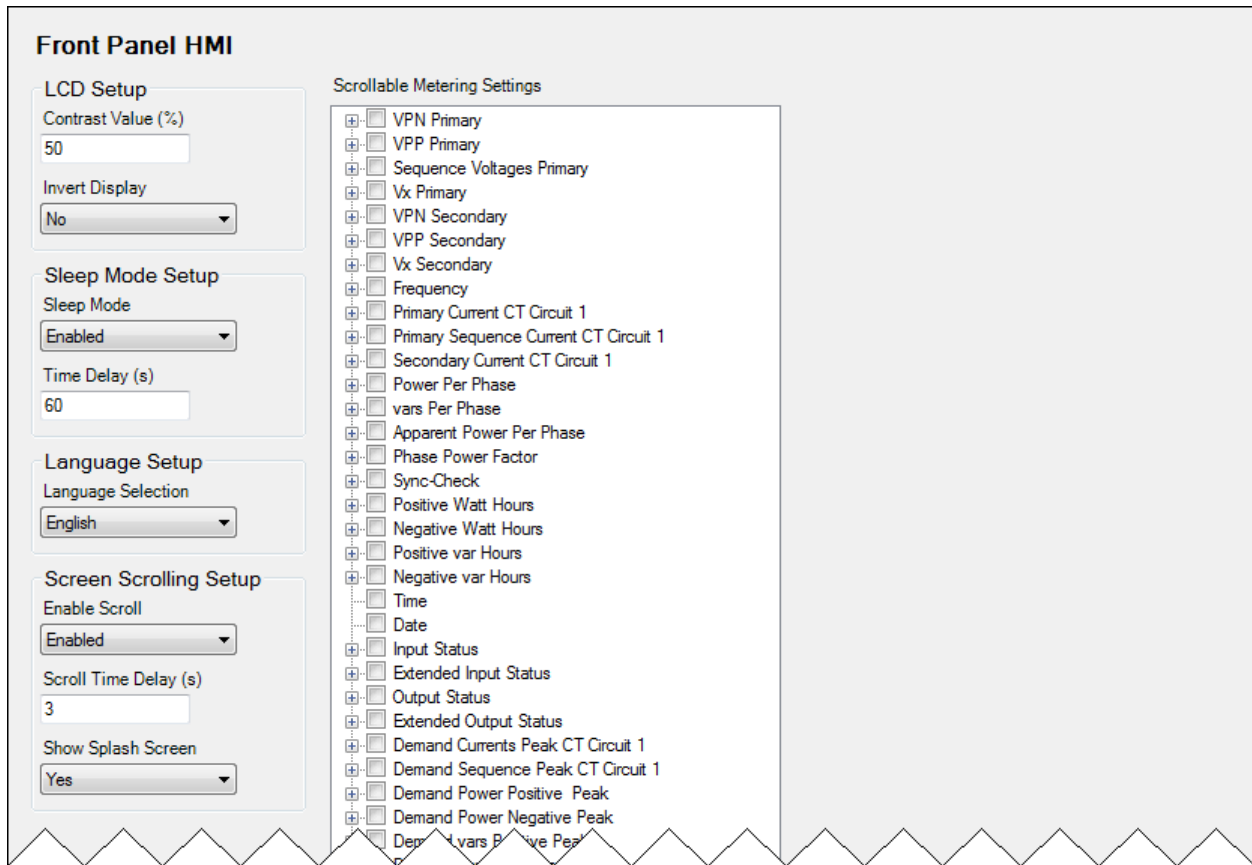 Front Panel HMI
LCD Setup
Contrast Value (%)
50
Invert Display
No
Sleep Mode Setup
Sleep Mode
Enabled
Time Delay (s)
60
Language Setup
Language Selection
English
Screen Scrolling Setup
Enable Scroll
Enabled
Scroll Time Delay (s)
3
Show Splash Screen
Yes
Scrollable Metering Settings
VPN Primary
VPP Primary
Sequence Voltages Primary
Vx Primary
VPN Secondary
VPP Secondary
Vx Secondary
Frequency
Primary Current CT Circuit 1
Primary Sequence Current CT Circuit 1
Secondary Current CT Circuit 1
Power Per Phase
vars Per Phase
Apparent Power Per Phase
Phase Power Factor
Sync-Check
Positive Watt Hours
Negative Watt Hours
Positive var Hours
Negative var Hours
Time
Date
Input Status
Extended Input Status
Output Status
Extended Output Status
Demand Currents Peak CT Circuit 1
Demand Sequence Peak CT Circuit 1
Demand Power Positive  Peak
Demand Power Negative Peak
vars